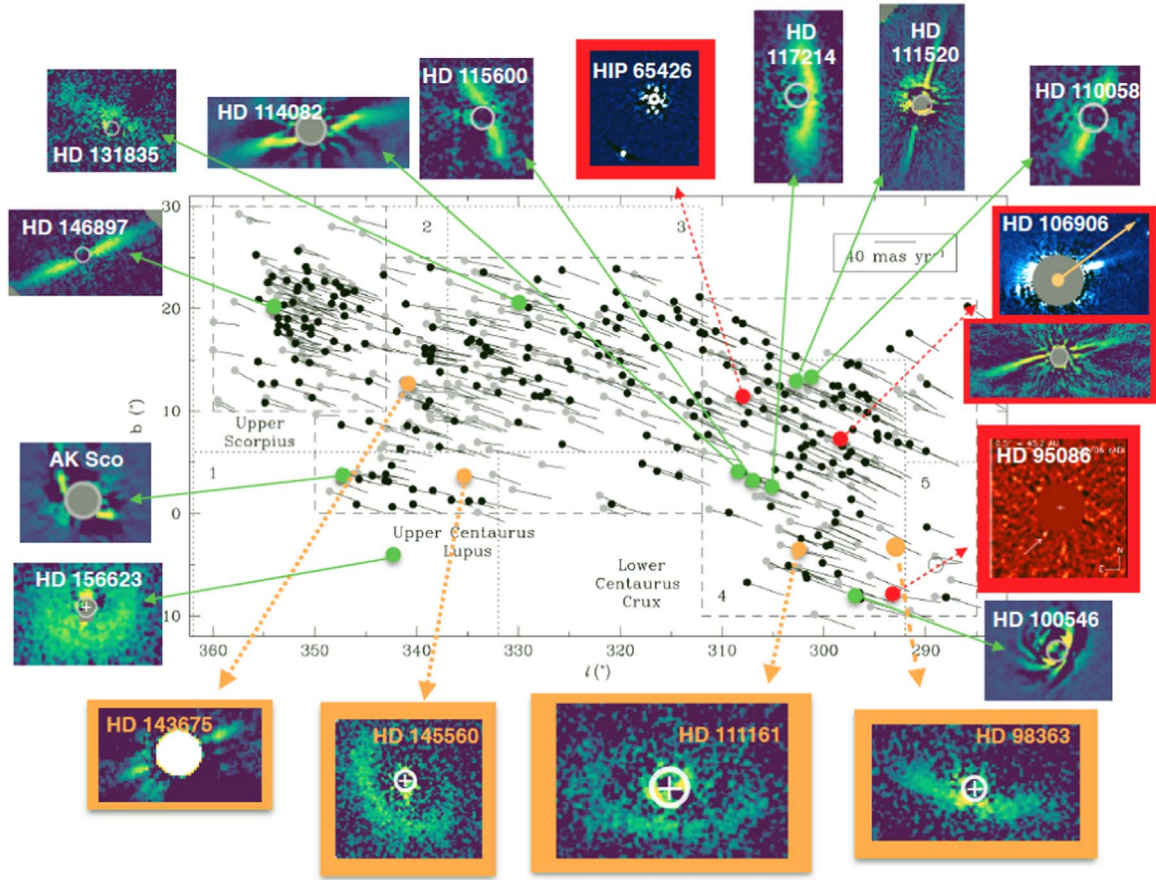 HD 131835
HD 114082
HD 115600
HIP 65426
HD
117214
HD
111520
HD 110058
HD 146897
HD 106906
HD 95086
AK Sco
HD 156623
HD 100546
30
20
10
0
10
b (°)
2
3
1
5
4
40 mas yr⁻¹
Upper
Scorpius
Upper Centaurus
Lupus
Lower
Centaurus
Crux
N
E
360
350
340
330
320
310
300
290
l (°)
HD 143675
HD 145560
HD 111161
HD 98363